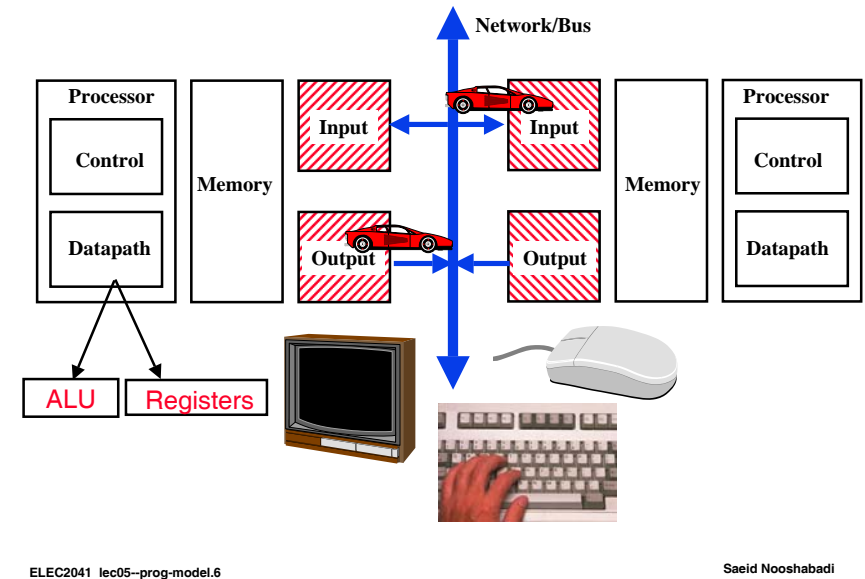 Network/Bus
Processor
Control
Datapath
Memory
Input
Output
Input
Output
Memory
Processor
Control
Datapath
ALU
Registers
ELEC2041 lec05--prog-model.6
Saeid Nooshabadi